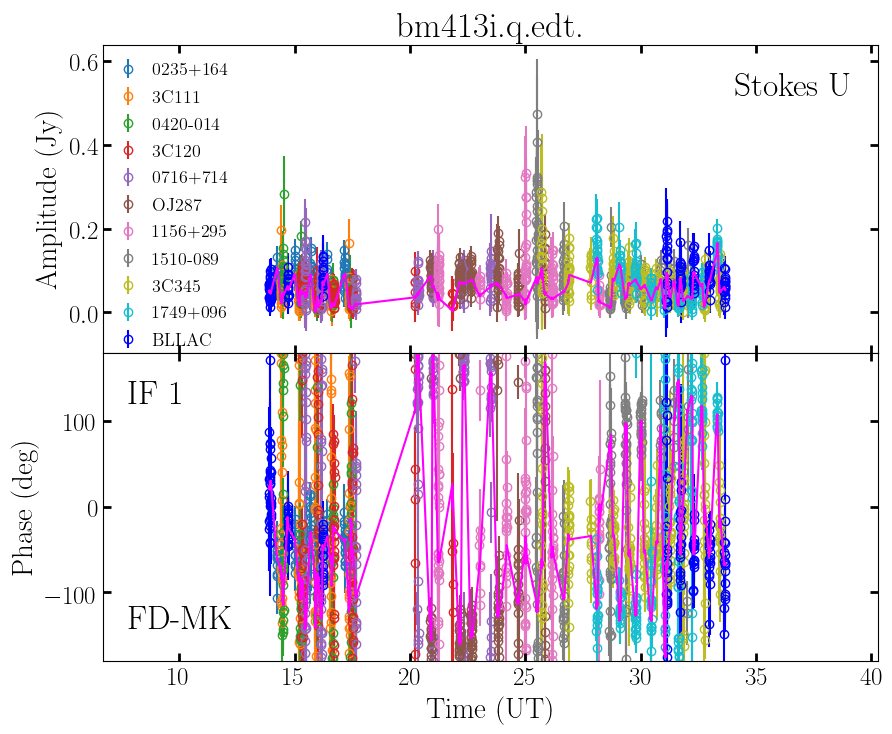 bm413i.q.edt.
Stokes U
Amplitude (Jy)
0.6
0.4
0.2
0.0
0235+164
3C111
0420-014
3C120
0716+714
OJ287
1156+295
1510-089
3C345
1749+096
BLLAC
IF 1
FD-MK
Phase (deg)
100
0
−100
10 15 20 25 30 35 40
Time (UT)